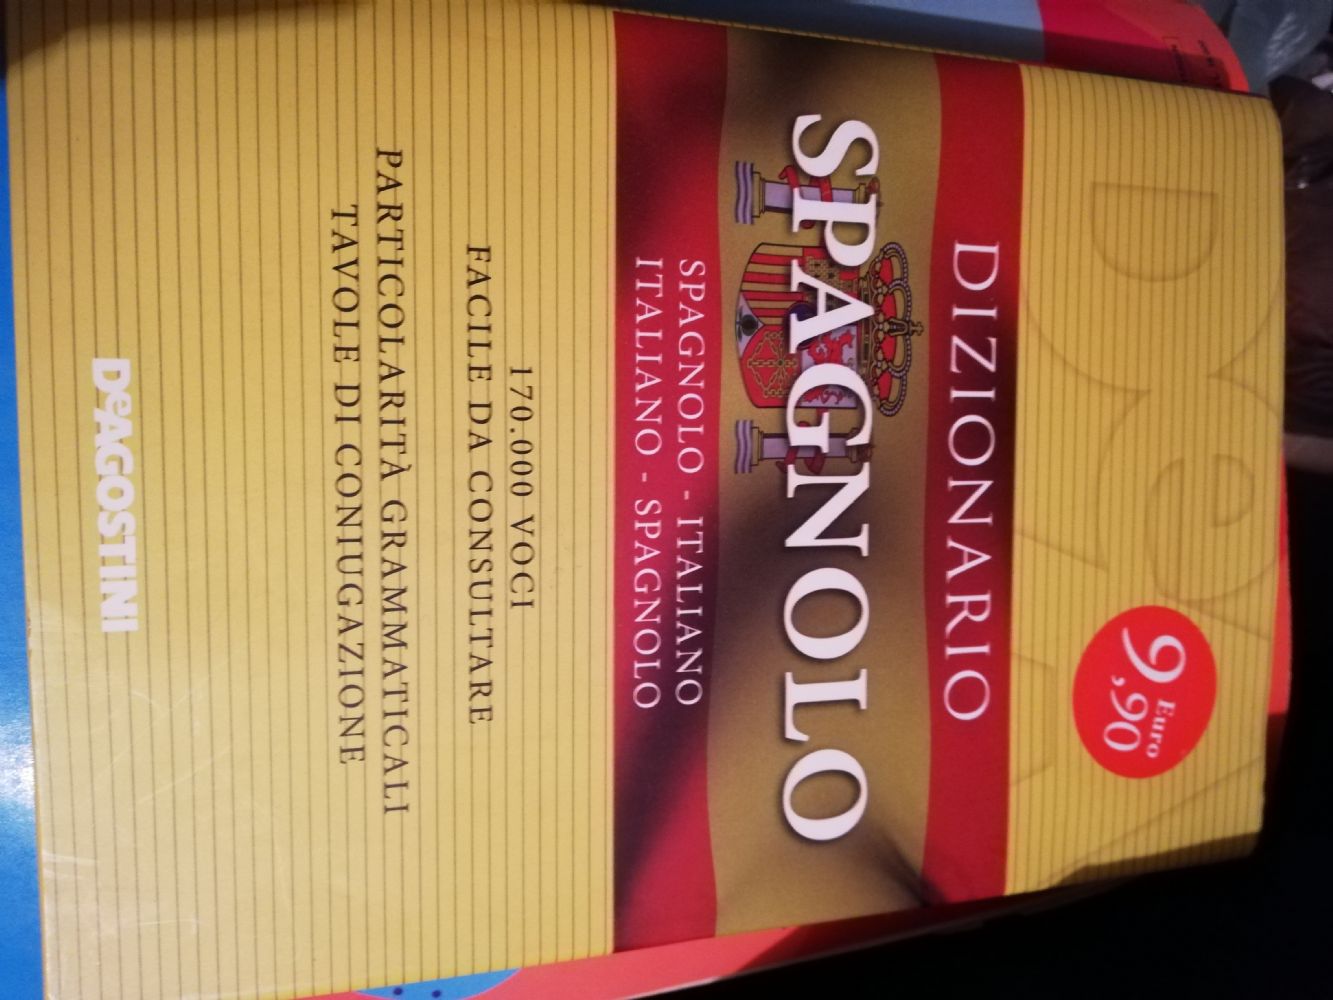 9,90
Euro
DIZIONARIO
SPAGNOLO
SPAGNOLO - ITALIANO
ITALIANO - SPAGNOLO
170.000 VOCI
FACILE DA CONSULTARE
PARTICOLARITÀ GRAMMATICALI
TAVOLE DI CONIUGAZIONE
DeAGOSTINI